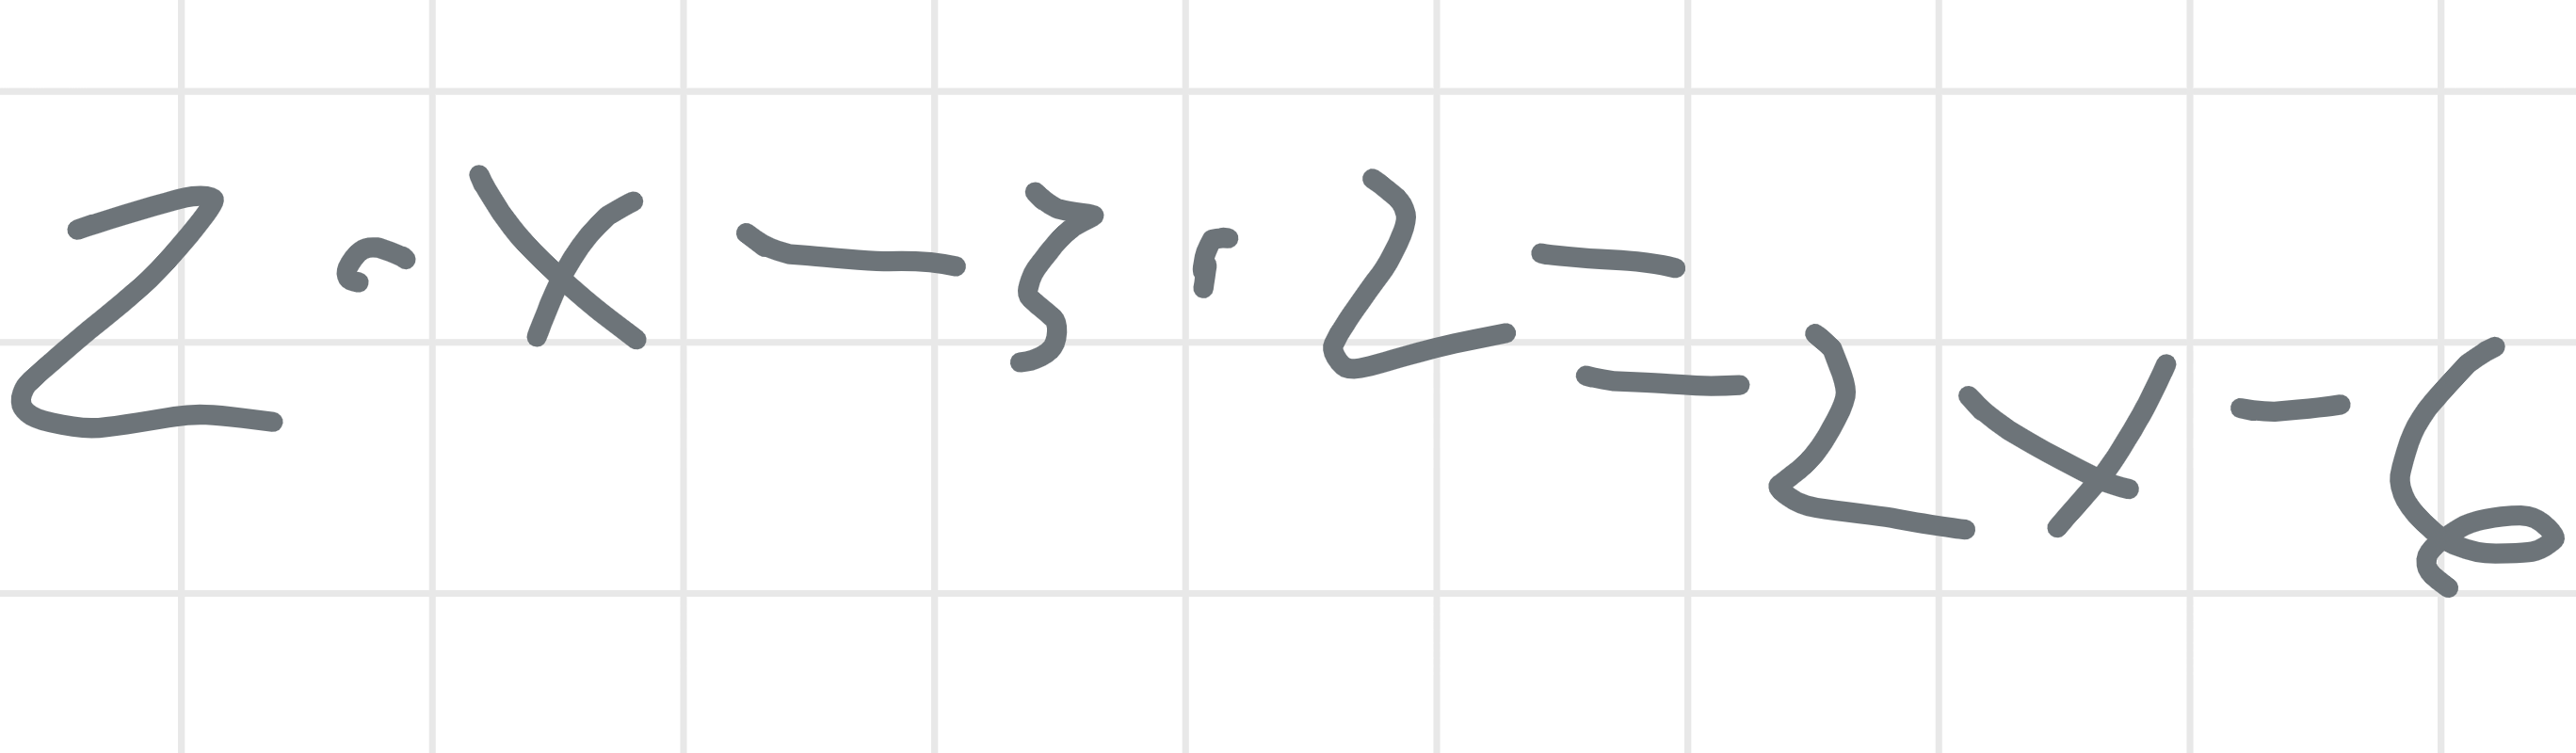 2 · x - 3 · 2 = 2x - 6